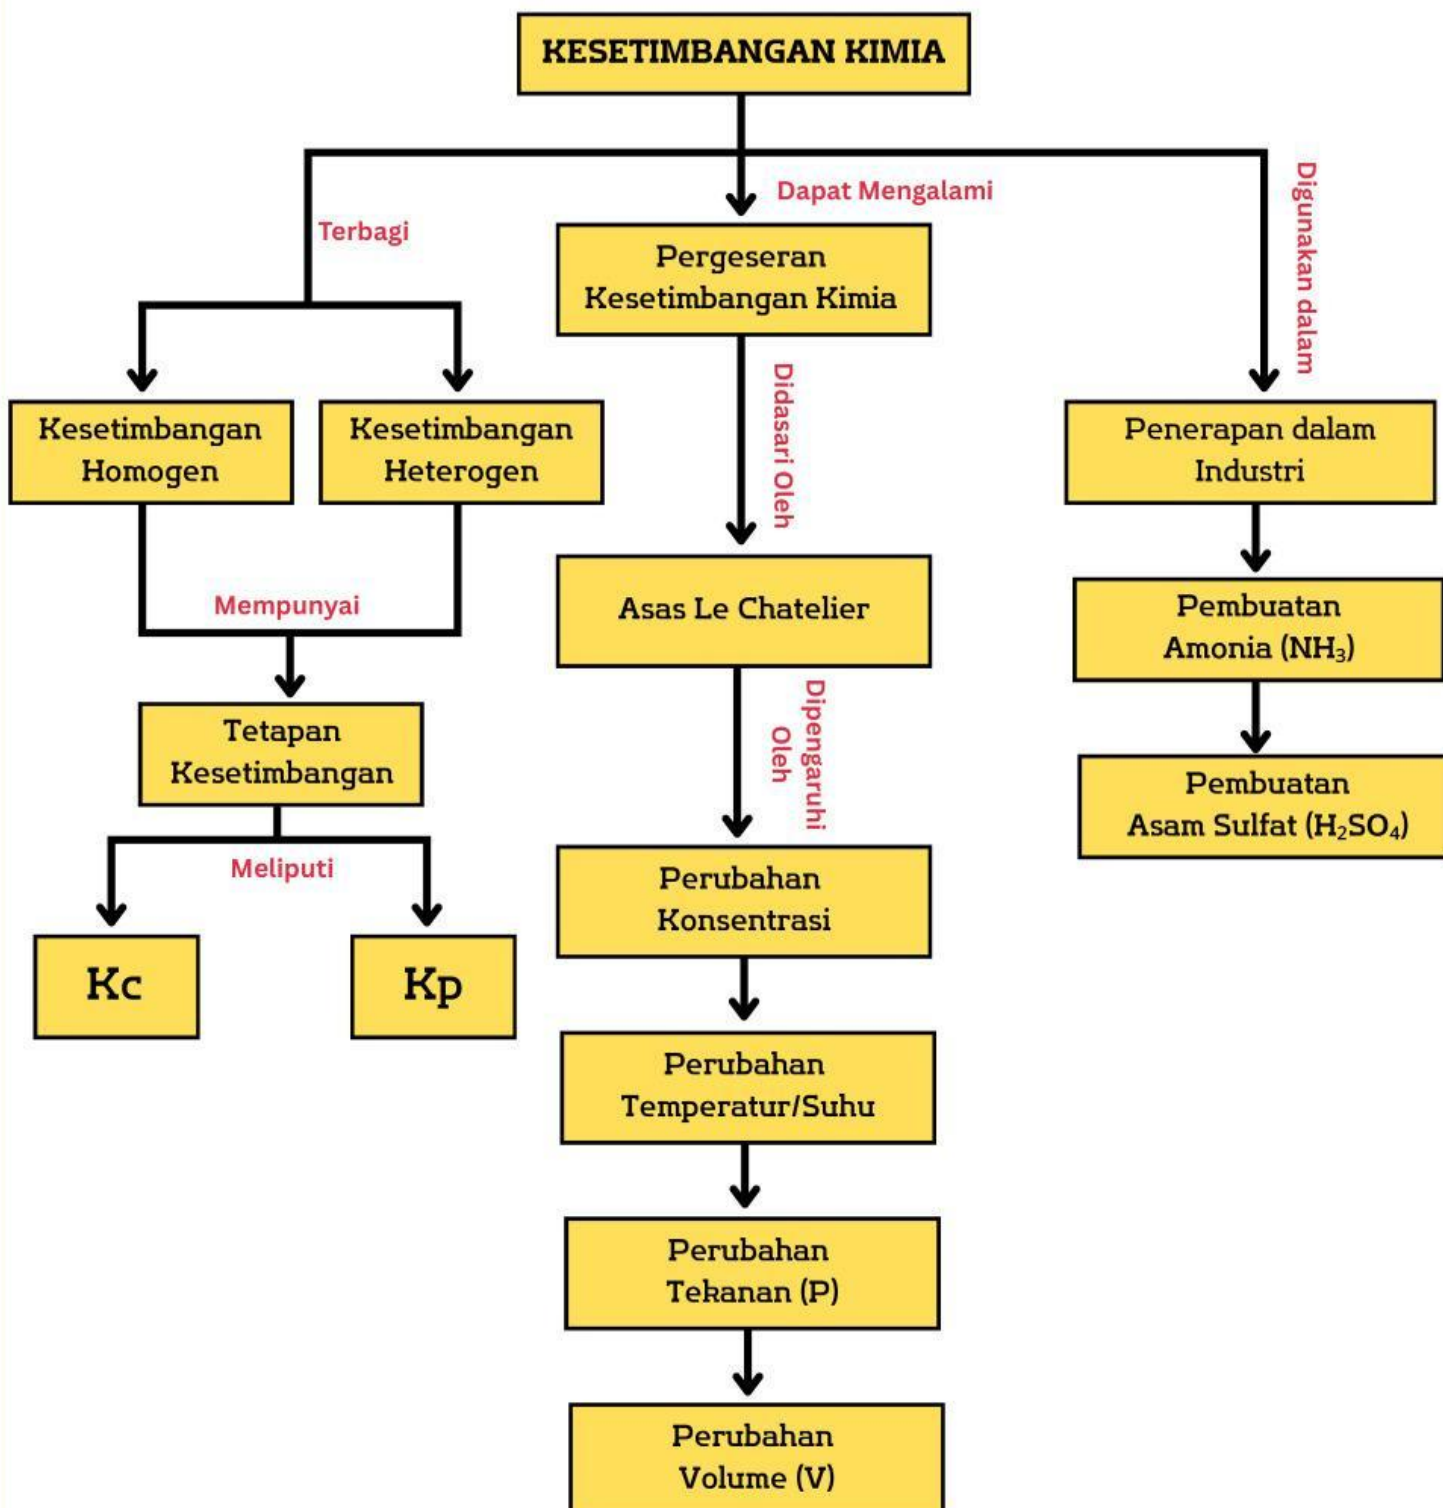 KESETIMBANGAN KIMIA
Terbagi
Dapat Mengalami
Digunakan dalam
Pergeseran
Kesetimbangan Kimia
Kesetimbangan
Homogen
Kesetimbangan
Heterogen
Didasari Oleh
Penerapan dalam
Industri
Mempunyai
Asas Le Chatelier
Pembuatan
Amonia (NH₃)
Tetapan
Kesetimbangan
Dipengaruhi
Oleh
Pembuatan
Asam Sulfat (H₂SO₄)
Meliputi
Kc
Kp
Perubahan
Konsentrasi
Perubahan
Temperatur/Suhu
Perubahan
Tekanan (P)
Perubahan
Volume (V)